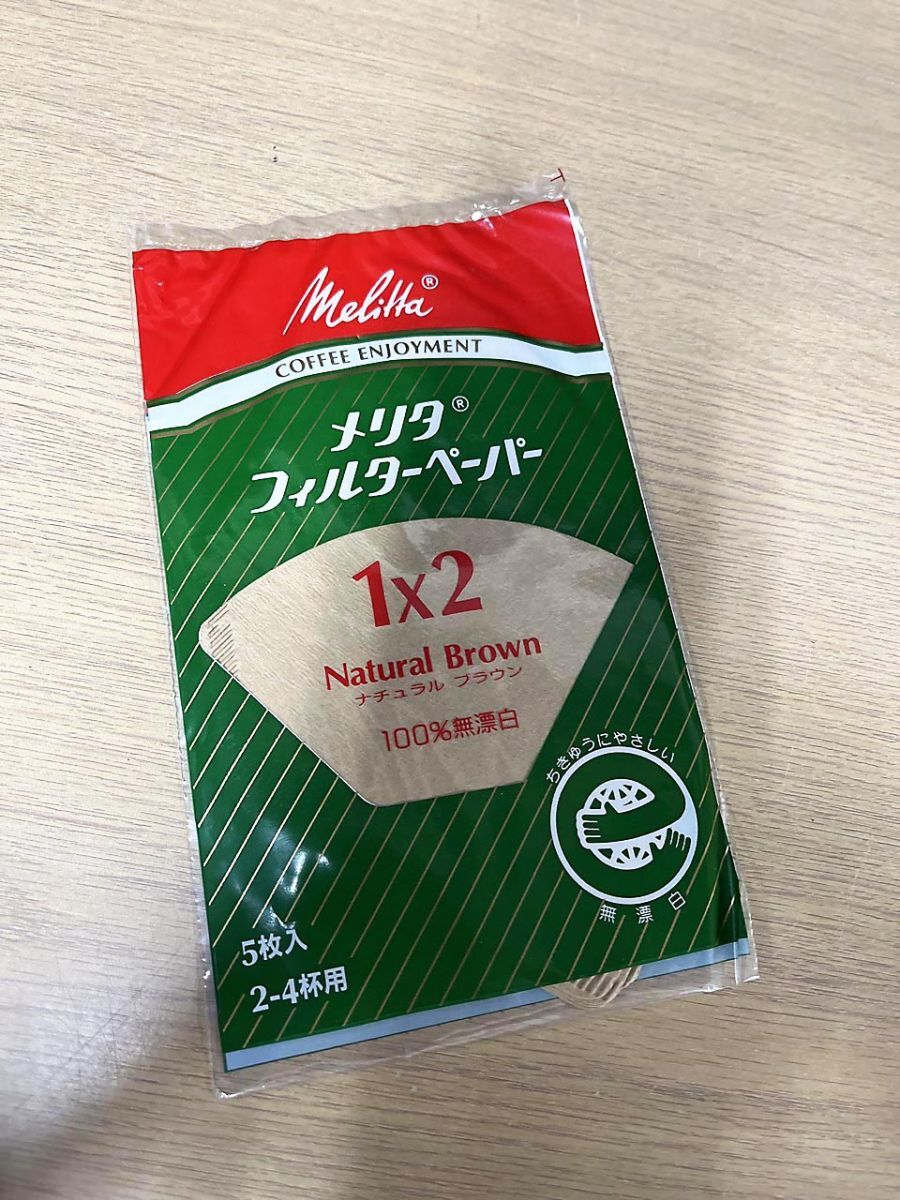 Melitta®
COFFEE ENJOYMENT
メリタ®
フィルターペーパー
1x2
Natural Brown
ナチュラル ブラウン
100%無漂白
ちきゅうにやさしい
無漂白
5枚入
2-4杯用